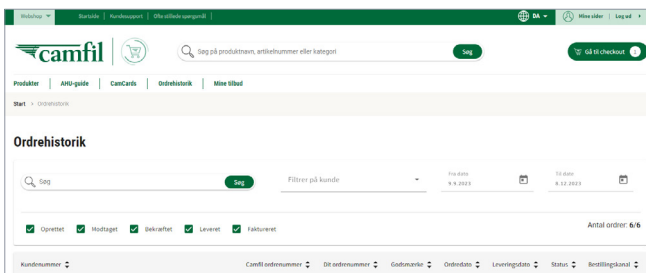 Webshop Startside Kundesupport Ofte stillede spørgsmål DA Mine sider Log ud
camfil Søg på produktnavn, artikelnummer eller kategori Søg Gå til checkout 1
Produkter AHU-guide CamCards Ordrehistorik Mine tilbud
Start > Ordrehistorik
Ordrehistorik
Fra dato Til dato
Søg Søg Filtrer på kunde 9.9.2023 8.12.2023
Oprettet Modtaget Bekræftet Leveret Faktureret Antal ordrer: 6/6
Kundenummer Camfil ordrenummer Dit ordrenummer Godsmærke Ordredato Leveringsdato Status Bestillingskanal